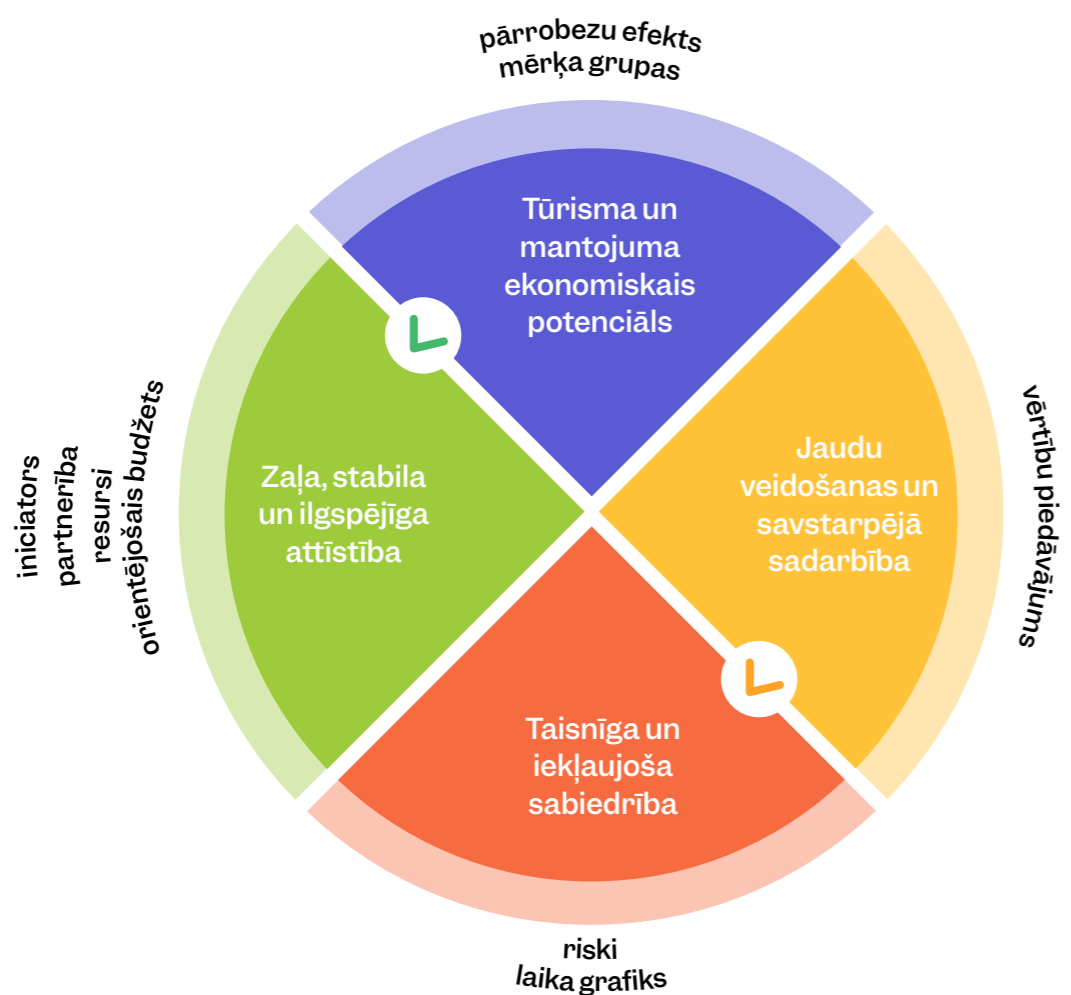 pārrobezu efekts
mērķa grupas
Tūrisma un
mantojuma
ekonomiskais
potenciāls
iniciators
partnerība
resursi
orientējošais budžets
Zaļa, stabila
un ilgspējīga
attīstība
Jaudu
veidošanas un
savstarpējā
sadarbība
vērtību piedāvājums
Taisnīga un
iekļaujoša
sabiedrība
riski
laika grafiks